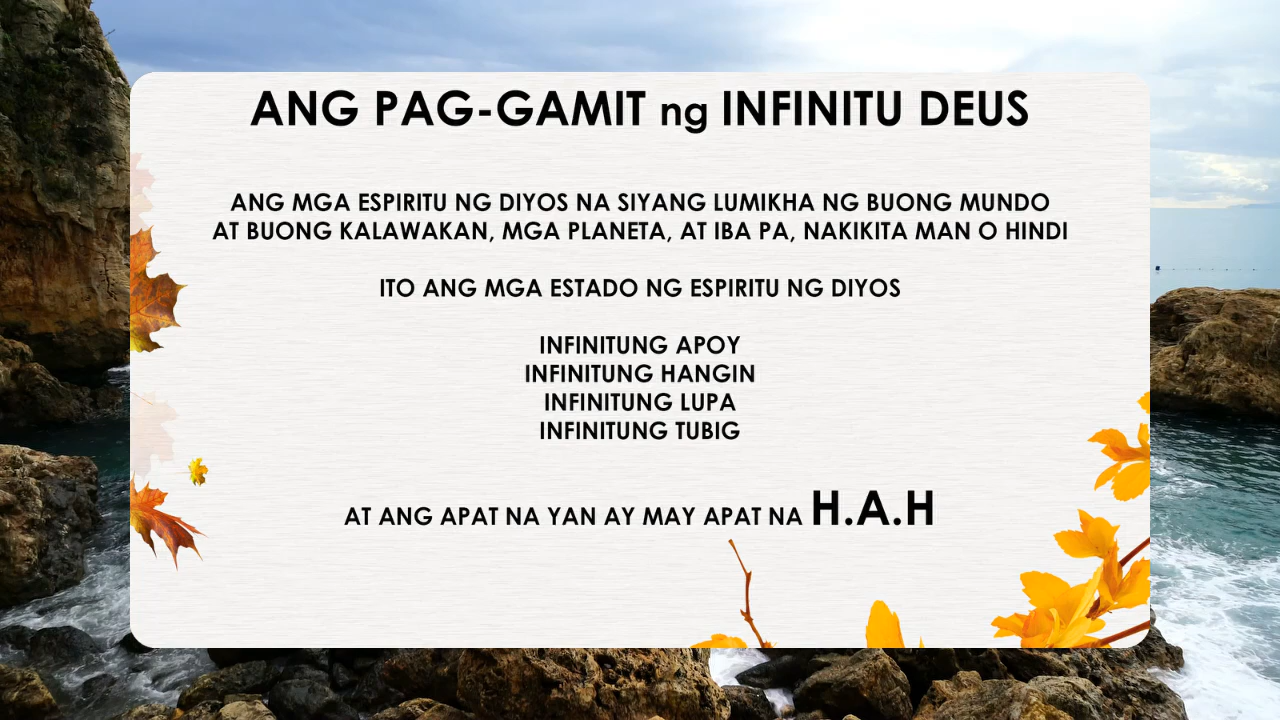 ANG PAG-GAMIT ng INFINITU DEUS
ANG MGA ESPIRITU NG DIYOS NA SIYANG LUMIKHA NG BUONG MUNDO
AT BUONG KALAWAKAN, MGA PLANETA, AT IBA PA, NAKIKITA MAN O HINDI
ITO ANG MGA ESTADO NG ESPIRITU NG DIYOS
INFINITUNG APOY
INFINITUNG HANGIN
INFINITUNG LUPA
INFINITUNG TUBIG
AT ANG APAT NA YAN AY MAY APAT NA H.A.H